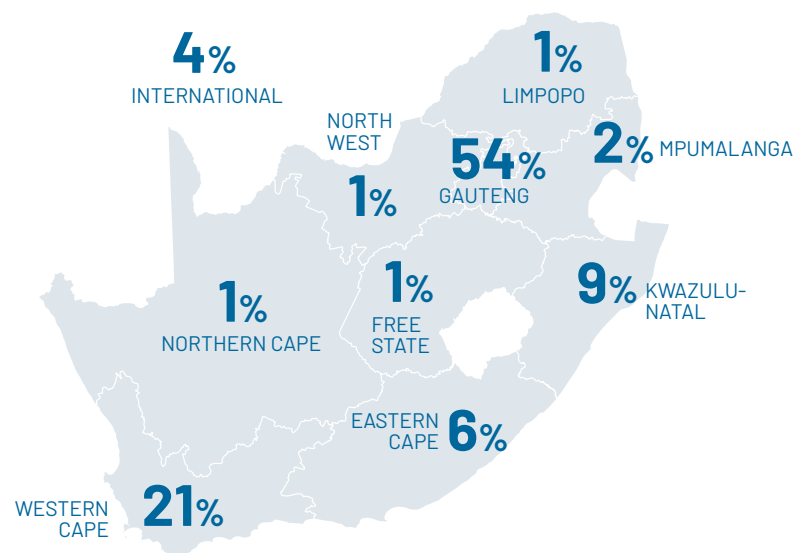 4%
INTERNATIONAL
1%
LIMPOPO
NORTH
WEST
1%
54%
GAUTENG
2% MPUMALANGA
1%
NORTHERN CAPE
1%
FREE
STATE
9% KWAZULU-
NATAL
EASTERN
CAPE 6%
WESTERN
CAPE
21%